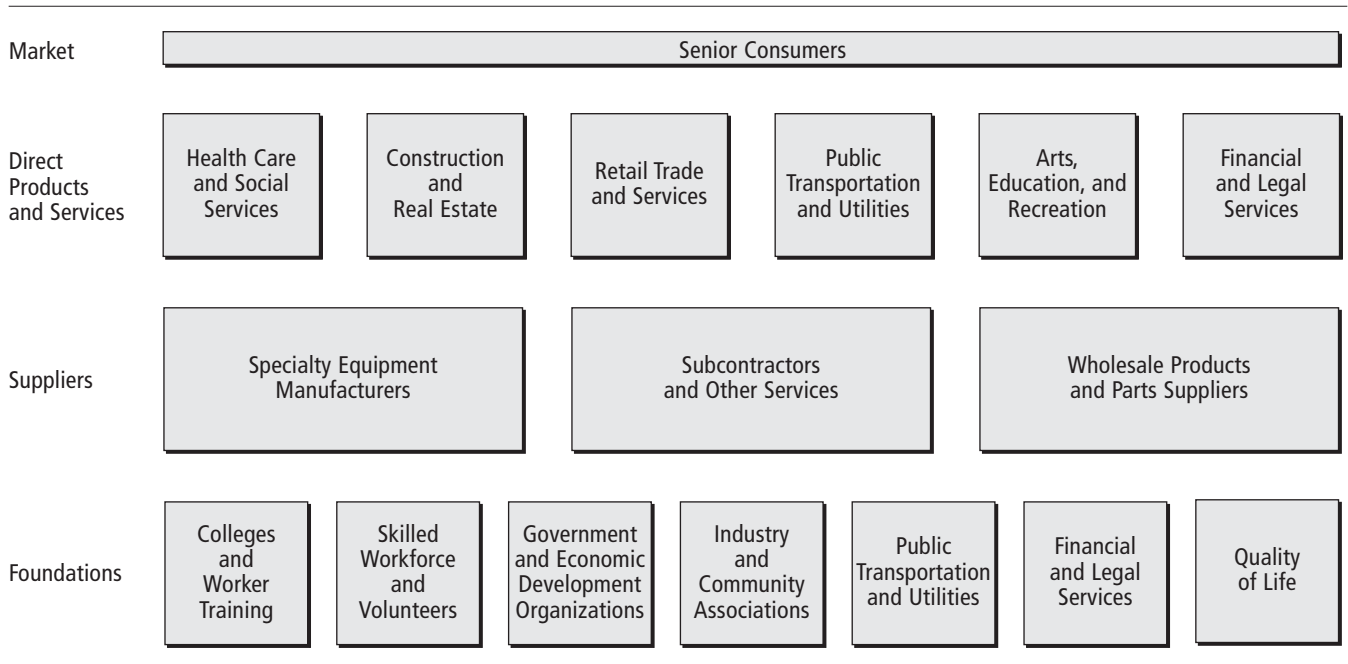 Market
Senior Consumers
Direct
Products
and Services
Health Care
and Social
Services
Construction
and
Real Estate
Retail Trade
and Services
Public
Transportation
and Utilities
Arts,
Education, and
Recreation
Financial
and Legal
Services
Suppliers
Specialty Equipment
Manufacturers
Subcontractors
and Other Services
Wholesale Products
and Parts Suppliers
Foundations
Colleges
and
Worker
Training
Skilled
Workforce
and
Volunteers
Government
and Economic
Development
Organizations
Industry
and
Community
Associations
Public
Transportation
and Utilities
Financial
and Legal
Services
Quality
of Life